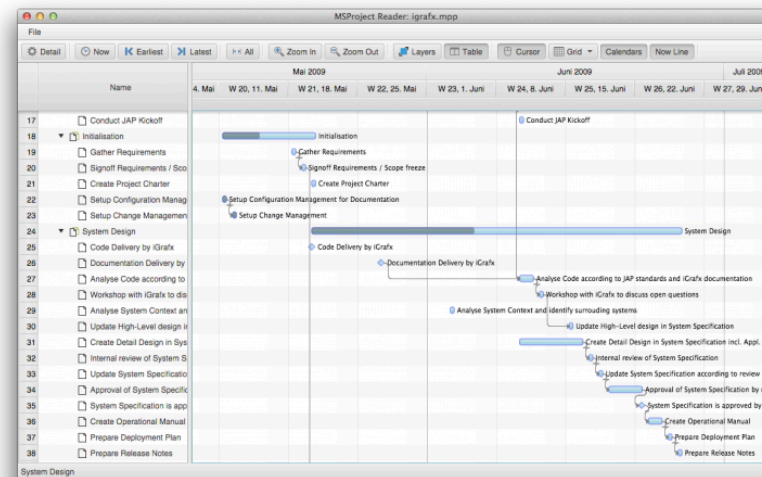 MSProject Reader: igrafx.mpp
File
Detail Now Earliest Latest All Zoom In Zoom Out Layers Table Cursor Grid Calendars Now Line
Mai 2009 Juni 2009 Juli 2009
Name 4. Mai W 20, 11. Mai W 21, 18. Mai W 22, 25. Mai W 23, 1. Juni W 24, 8. Juni W 25, 15. Juni W 26, 22. Juni W 27, 29. Jun
17 Conduct JAP Kickoff Conduct JAP Kickoff
18 Initialisation Initialisation
19 Gather Requirements Gather Requirements
20 Signoff Requirements / Sco Signoff Requirements / Scope freeze
21 Create Project Charter Create Project Charter
22 Setup Configuration Manag Setup Configuration Management for Documentation
23 Setup Change Managemen Setup Change Management
24 System Design System Design
25 Code Delivery by iGrafx Code Delivery by iGrafx
26 Documentation Delivery by Documentation Delivery by iGrafx
27 Analyse Code according to Analyse Code according to JAP standards and iGrafx documentation
28 Workshop with iGrafx to dis Workshop with iGrafx to discuss open questions
29 Analyse System Context an Analyse System Context and identify surrouding systems
30 Update High-Level design i Update High-Level design in System Specification
31 Create Detail Design in Sys Create Detail Design in System Specification incl. Appl.
32 Internal review of System S Internal review of System Specification
33 Update System Specificatio Update System Specification according to review
34 Approval of System Specific Approval of System Specification by
35 System Specification is app System Specification is approved by
36 Create Operational Manual Create Operational Manual
37 Prepare Deployment Plan Prepare Deployment Plan
38 Prepare Release Notes Prepare Release Notes
System Design